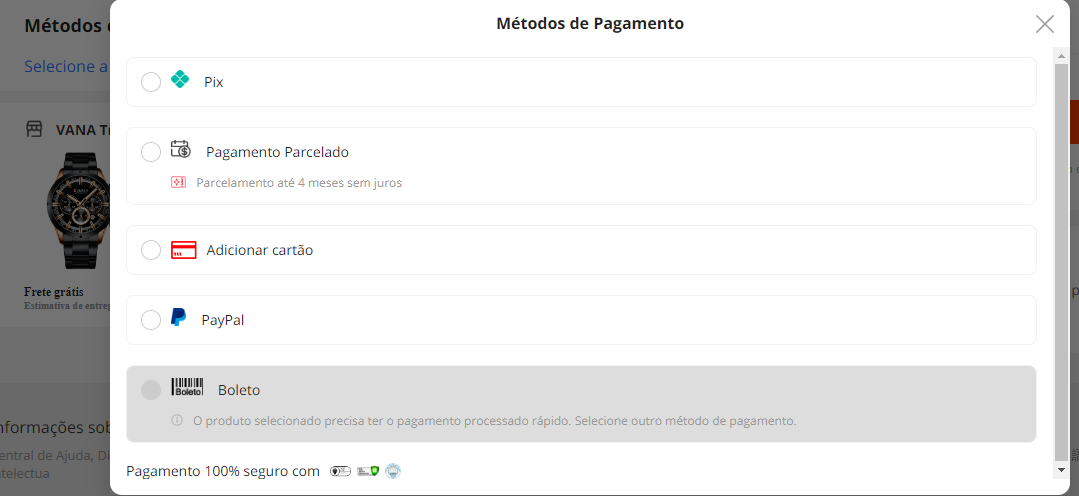 Métodos de Pagamento
Métodos
Selecione a
VANA
Frete grátis
Estimativa de entreg
nformações sob
entral de Ajuda, Di
telectua
Pix
Pagamento Parcelado
Parcelamento até 4 meses sem juros
Adicionar cartão
PayPal
Boleto
Boleto
O produto selecionado precisa ter o pagamento processado rápido. Selecione outro método de pagamento.
Pagamento 100% seguro com